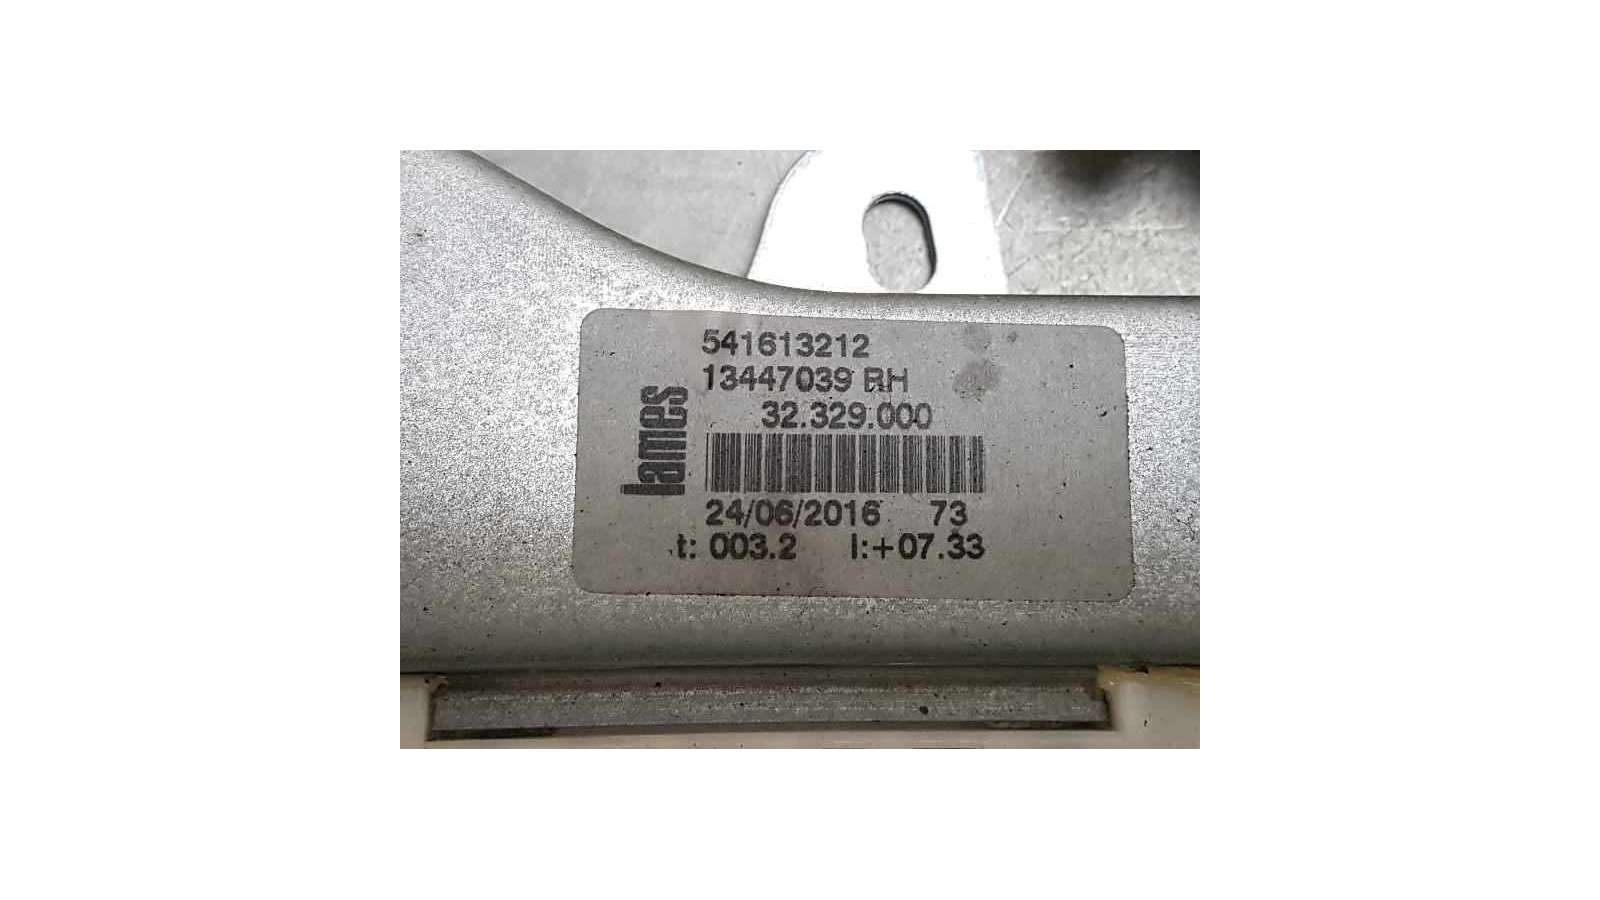 541613212
13447039 RH
32.329.000
lames
24/06/2016 73
t: 003.2 l:+07.33